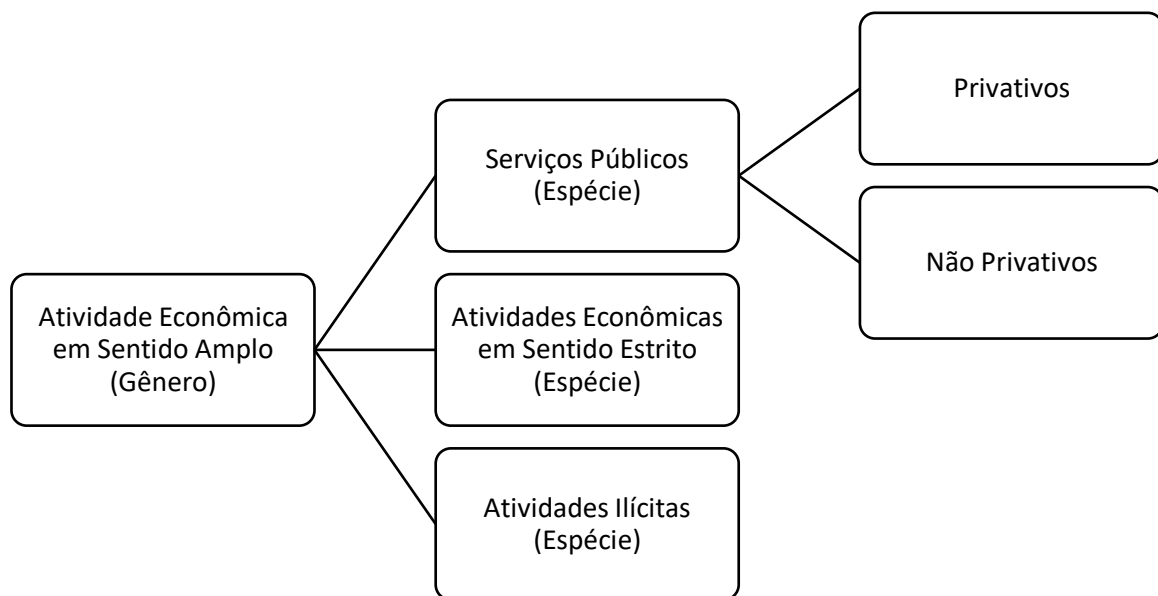 Atividade Econômica
em Sentido Amplo
(Gênero)
Serviços Públicos
(Espécie)
Privativos
Não Privativos
Atividades Econômicas
em Sentido Estrito
(Espécie)
Atividades Ilícitas
(Espécie)